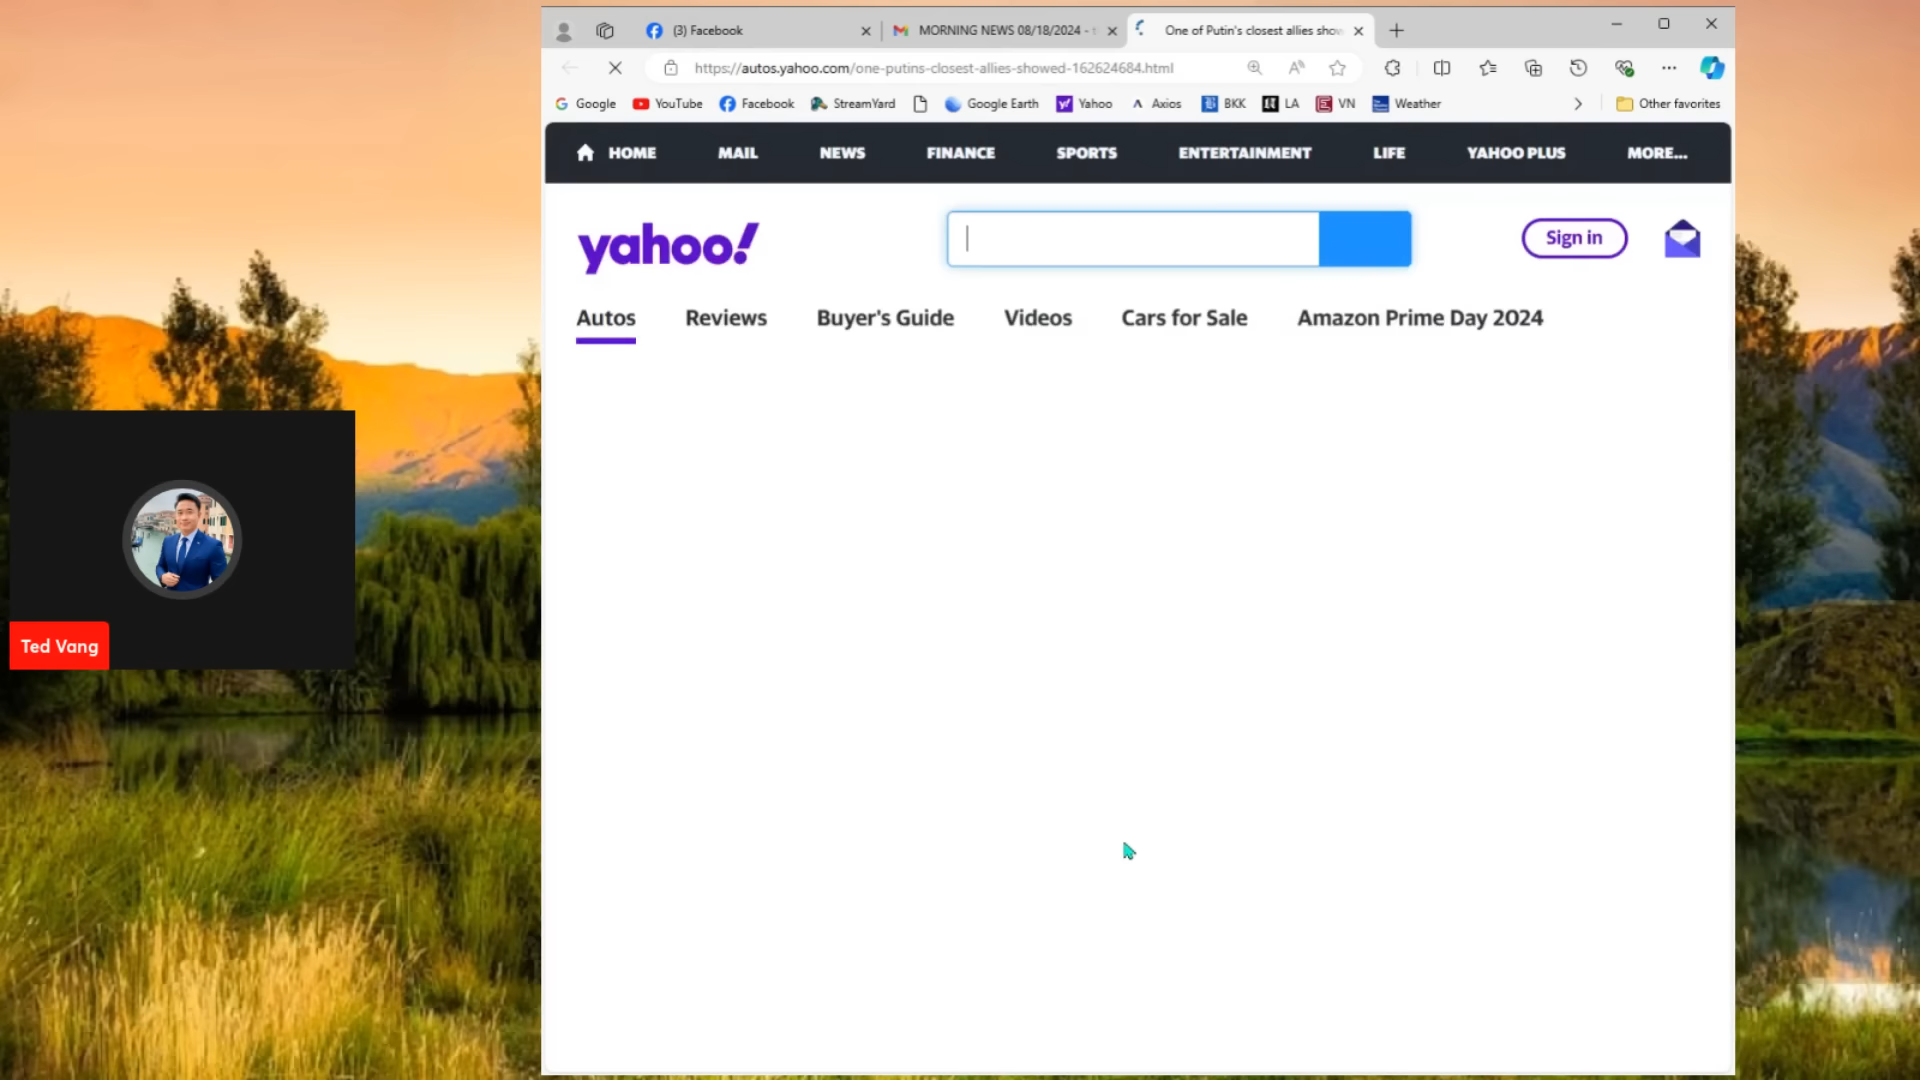 (3) Facebook
MORNING NEWS 08/18/2024 -
One of Putin's closest allies show
https://autos.yahoo.com/one-putins-closest-allies-showed-162624684.html
Google YouTube Facebook StreamYard Google Earth Yahoo Axios BKK LA VN Weather Other favorites
HOME MAIL NEWS FINANCE SPORTS ENTERTAINMENT LIFE YAHOO PLUS MORE...
yahoo!
Sign in
Autos Reviews Buyer's Guide Videos Cars for Sale Amazon Prime Day 2024
Ted Vang